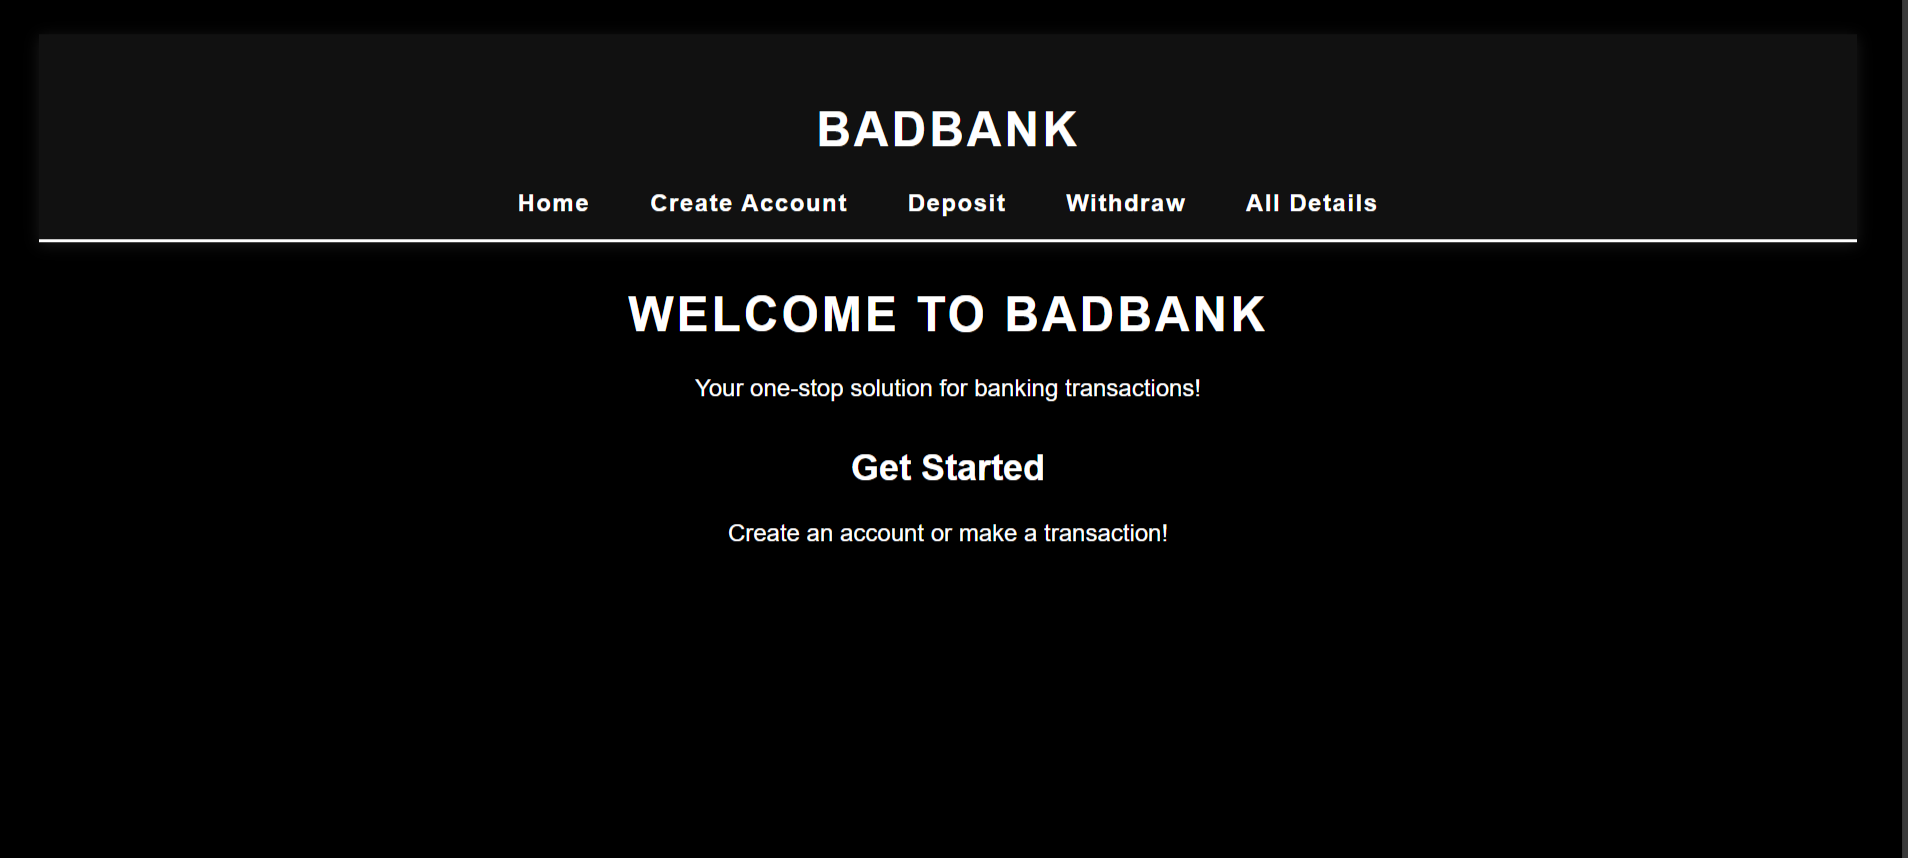 BADBANK
Home Create Account Deposit Withdraw All Details
WELCOME TO BADBANK
Your one-stop solution for banking transactions!
Get Started
Create an account or make a transaction!